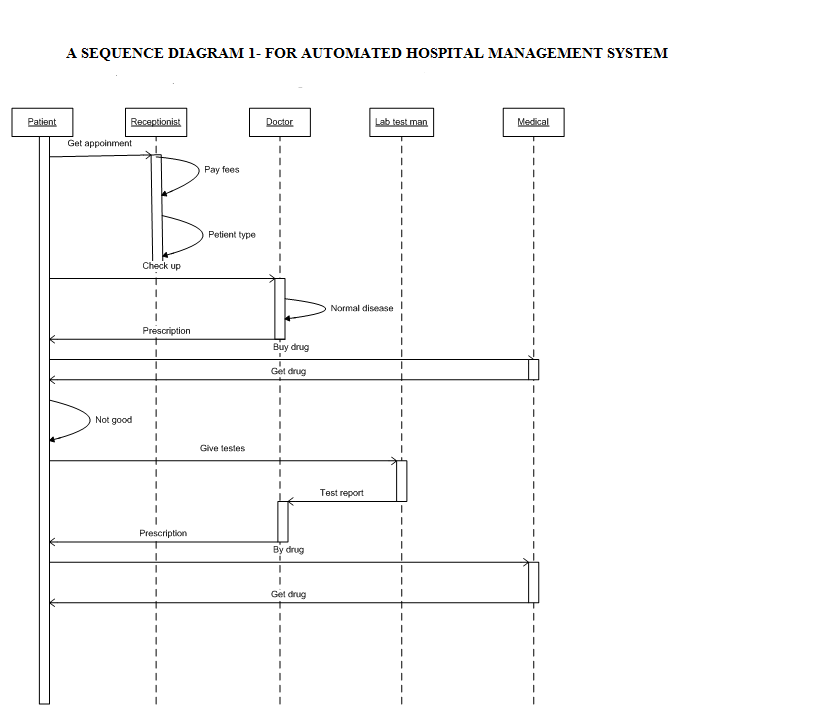 A SEQUENCE DIAGRAM 1- FOR AUTOMATED HOSPITAL MANAGEMENT SYSTEM
Patient
Receptionist
Doctor
Lab test man
Medical
Get appoinment
Pay fees
Petient type
Check up
Normal disease
Prescription
Buy drug
Get drug
Not good
Give testes
Test report
Prescription
By drug
Get drug